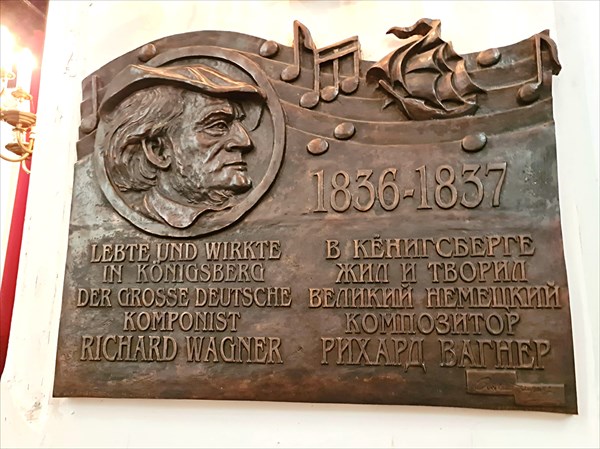 1836-1837
LEBTE UND WIRKTE
IN KÖNIGSBERG
DER GROSSE DEUTSCHE
KOMPONIST
RICHARD WAGNER
В КЁНИГСБЕРГЕ
ЖИЛ И ТВОРИЛ
ВЕЛИКИЙ НЕМЕЦКИЙ
КОМПОЗИТОР
РИХАРД ВАГНЕР